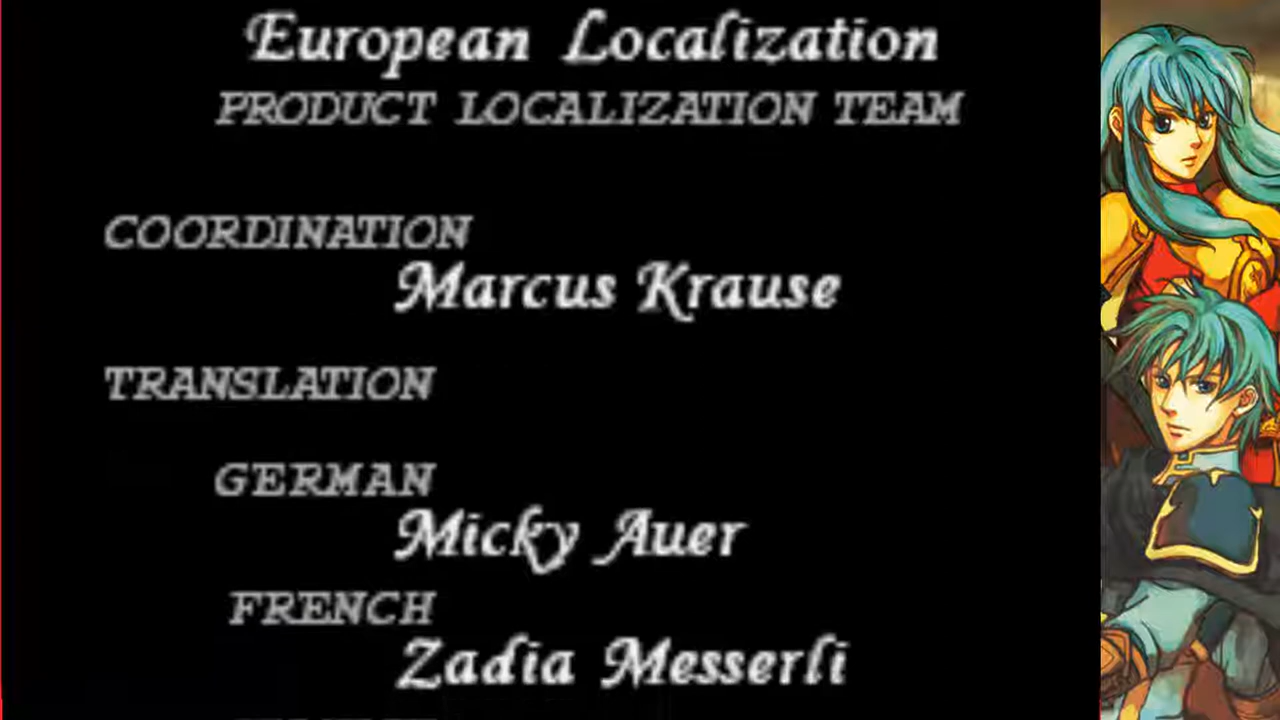 European Localization
PRODUCT LOCALIZATION TEAM
COORDINATION
Marcus Krause
TRANSLATION
GERMAN
Micky Auer
FRENCH
Zadia Messerli